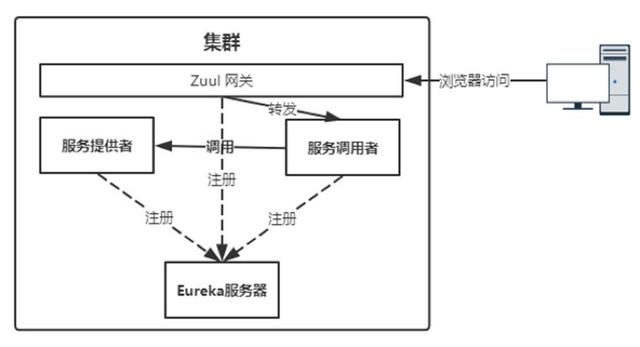 集群
Zuul 网关
浏览器访问
转发
服务提供者
调用
服务调用者
注册
注册
注册
Eureka服务器